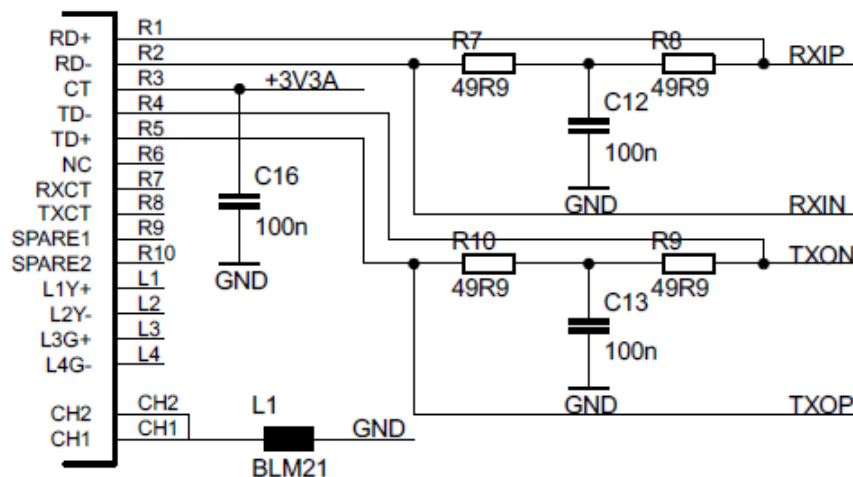 RD+ R1
RD- R2
CT R3 +3V3A
TD- R4
TD+ R5
NC R6
RXCT R7
TXCT R8
SPARE1 R9
SPARE2 R10
L1Y+ L1
L2Y- L2
L3G+ L3
L4G- L4
CH2 CH2
CH1 CH1
C16
100n
GND
L1
BLM21
GND
R7 R8 RXIP
49R9 49R9
C12
100n
GND RXIN
R10 R9 TXON
49R9 49R9
C13
100n
GND TXOP